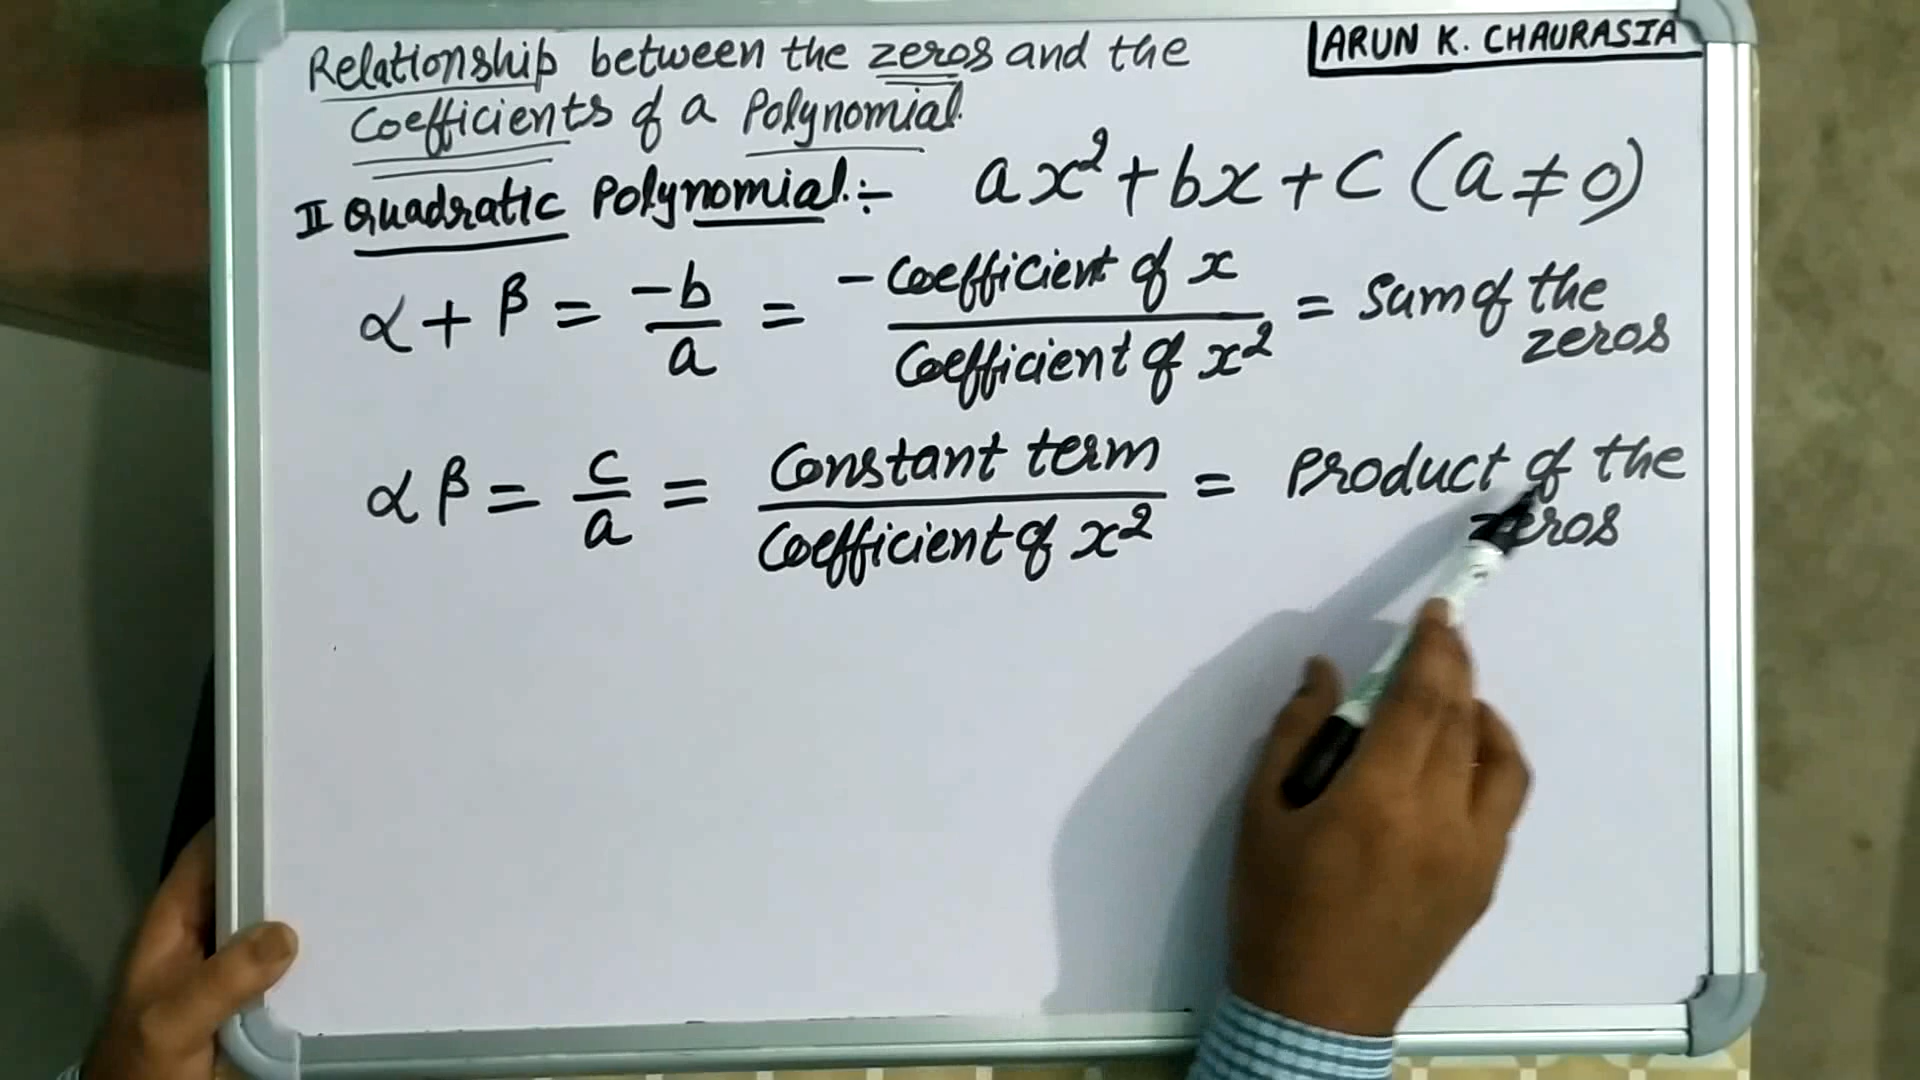 Relationship between the zeros and the
Coefficients of a Polynomial.
ARUN K. CHAURASIA
II Quadratic Polynomial :- ax² + bx + c (a ≠ 0)
α + β = -b/a = -Coefficient of x / Coefficient of x² = Sum of the zeros
αβ = c/a = Constant term / Coefficient of x² = Product of the zeros